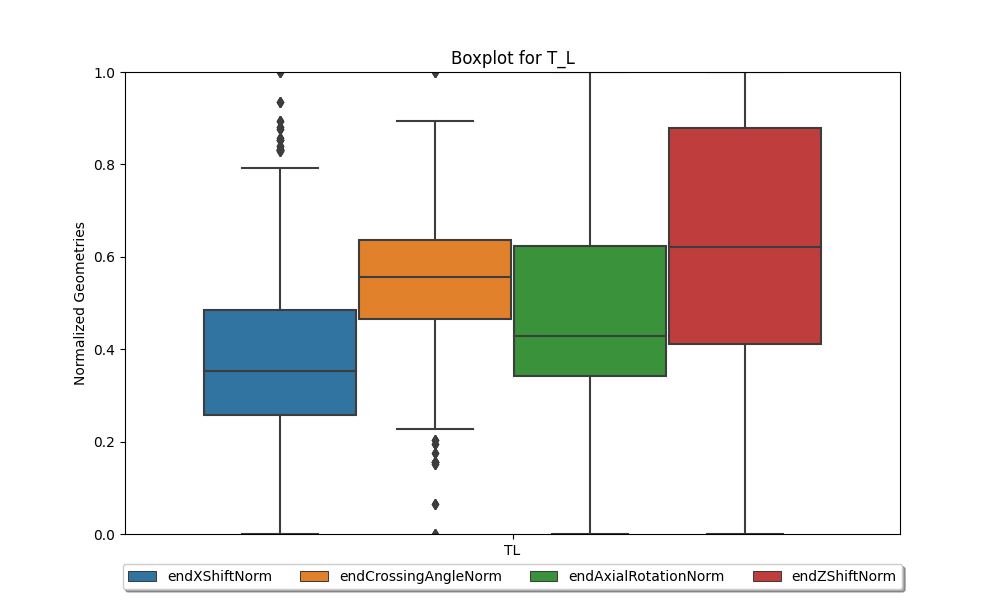 Boxplot for T_L
Normalized Geometries
1.0
0.8
0.6
0.4
0.2
0.0
TL
endXShiftNorm endCrossingAngleNorm endAxialRotationNorm endZShiftNorm